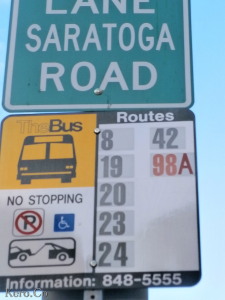 LANE
SARATOGA
ROAD
TheBus
Routes
8 42
19 98A
20
NO STOPPING
23
P
24
Information: 848-5555